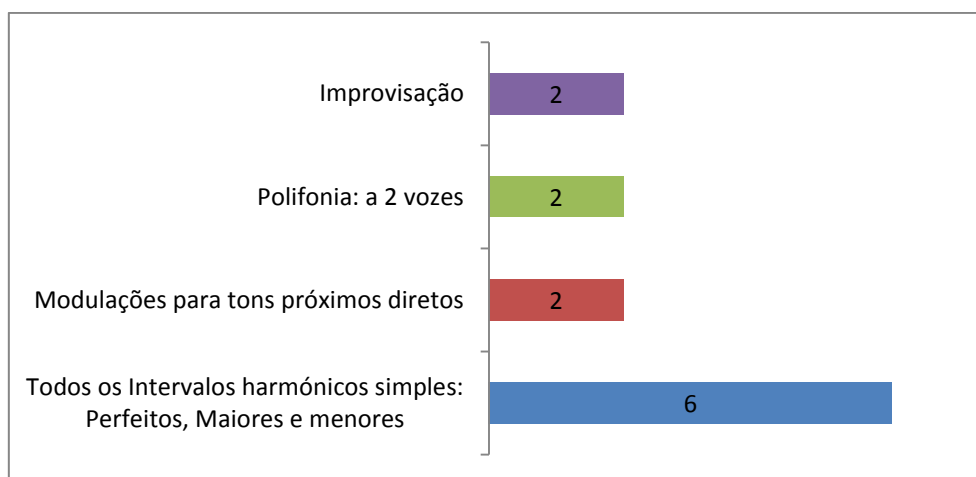 Improvisação
2
Polifonia: a 2 vozes
2
Modulações para tons próximos diretos
2
Todos os Intervalos harmónicos simples:
Perfeitos, Maiores e menores
6